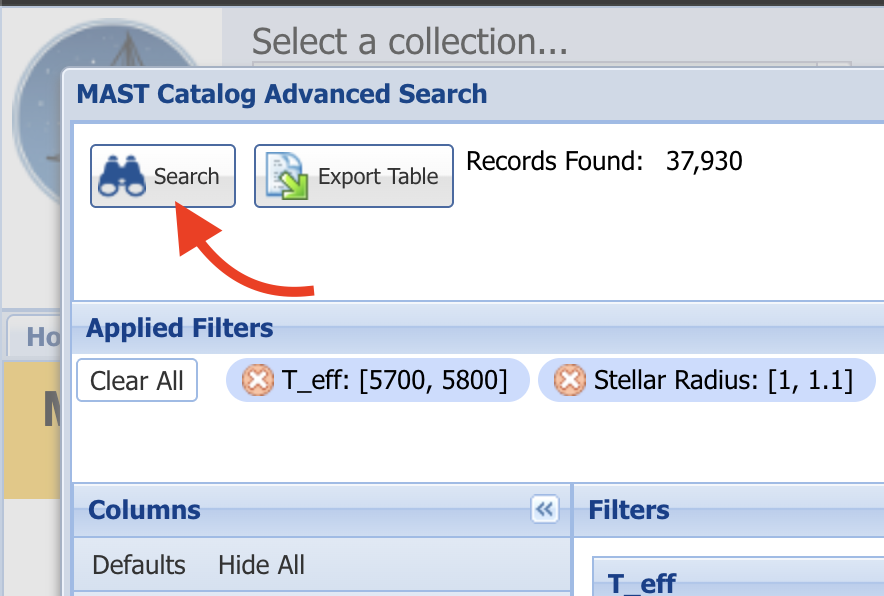 Select a collection...
MAST Catalog Advanced Search
Search Export Table Records Found: 37,930
Applied Filters
Clear All T_eff: [5700, 5800] Stellar Radius: [1, 1.1]
Columns Filters
Defaults Hide All
T_eff